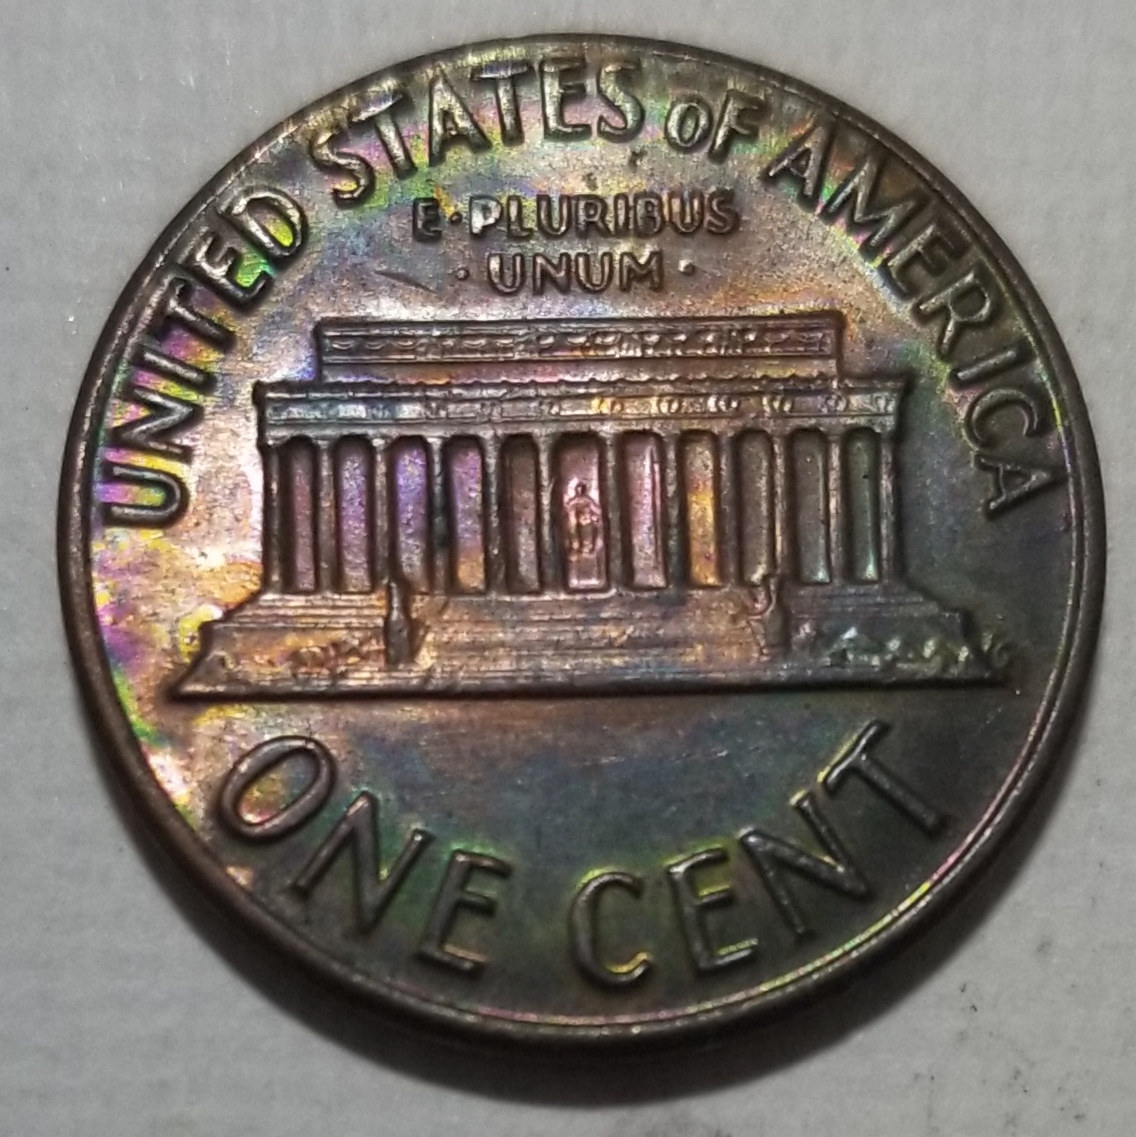 UNITED STATES OF AMERICA
E·PLURIBUS
·UNUM·
ONE CENT